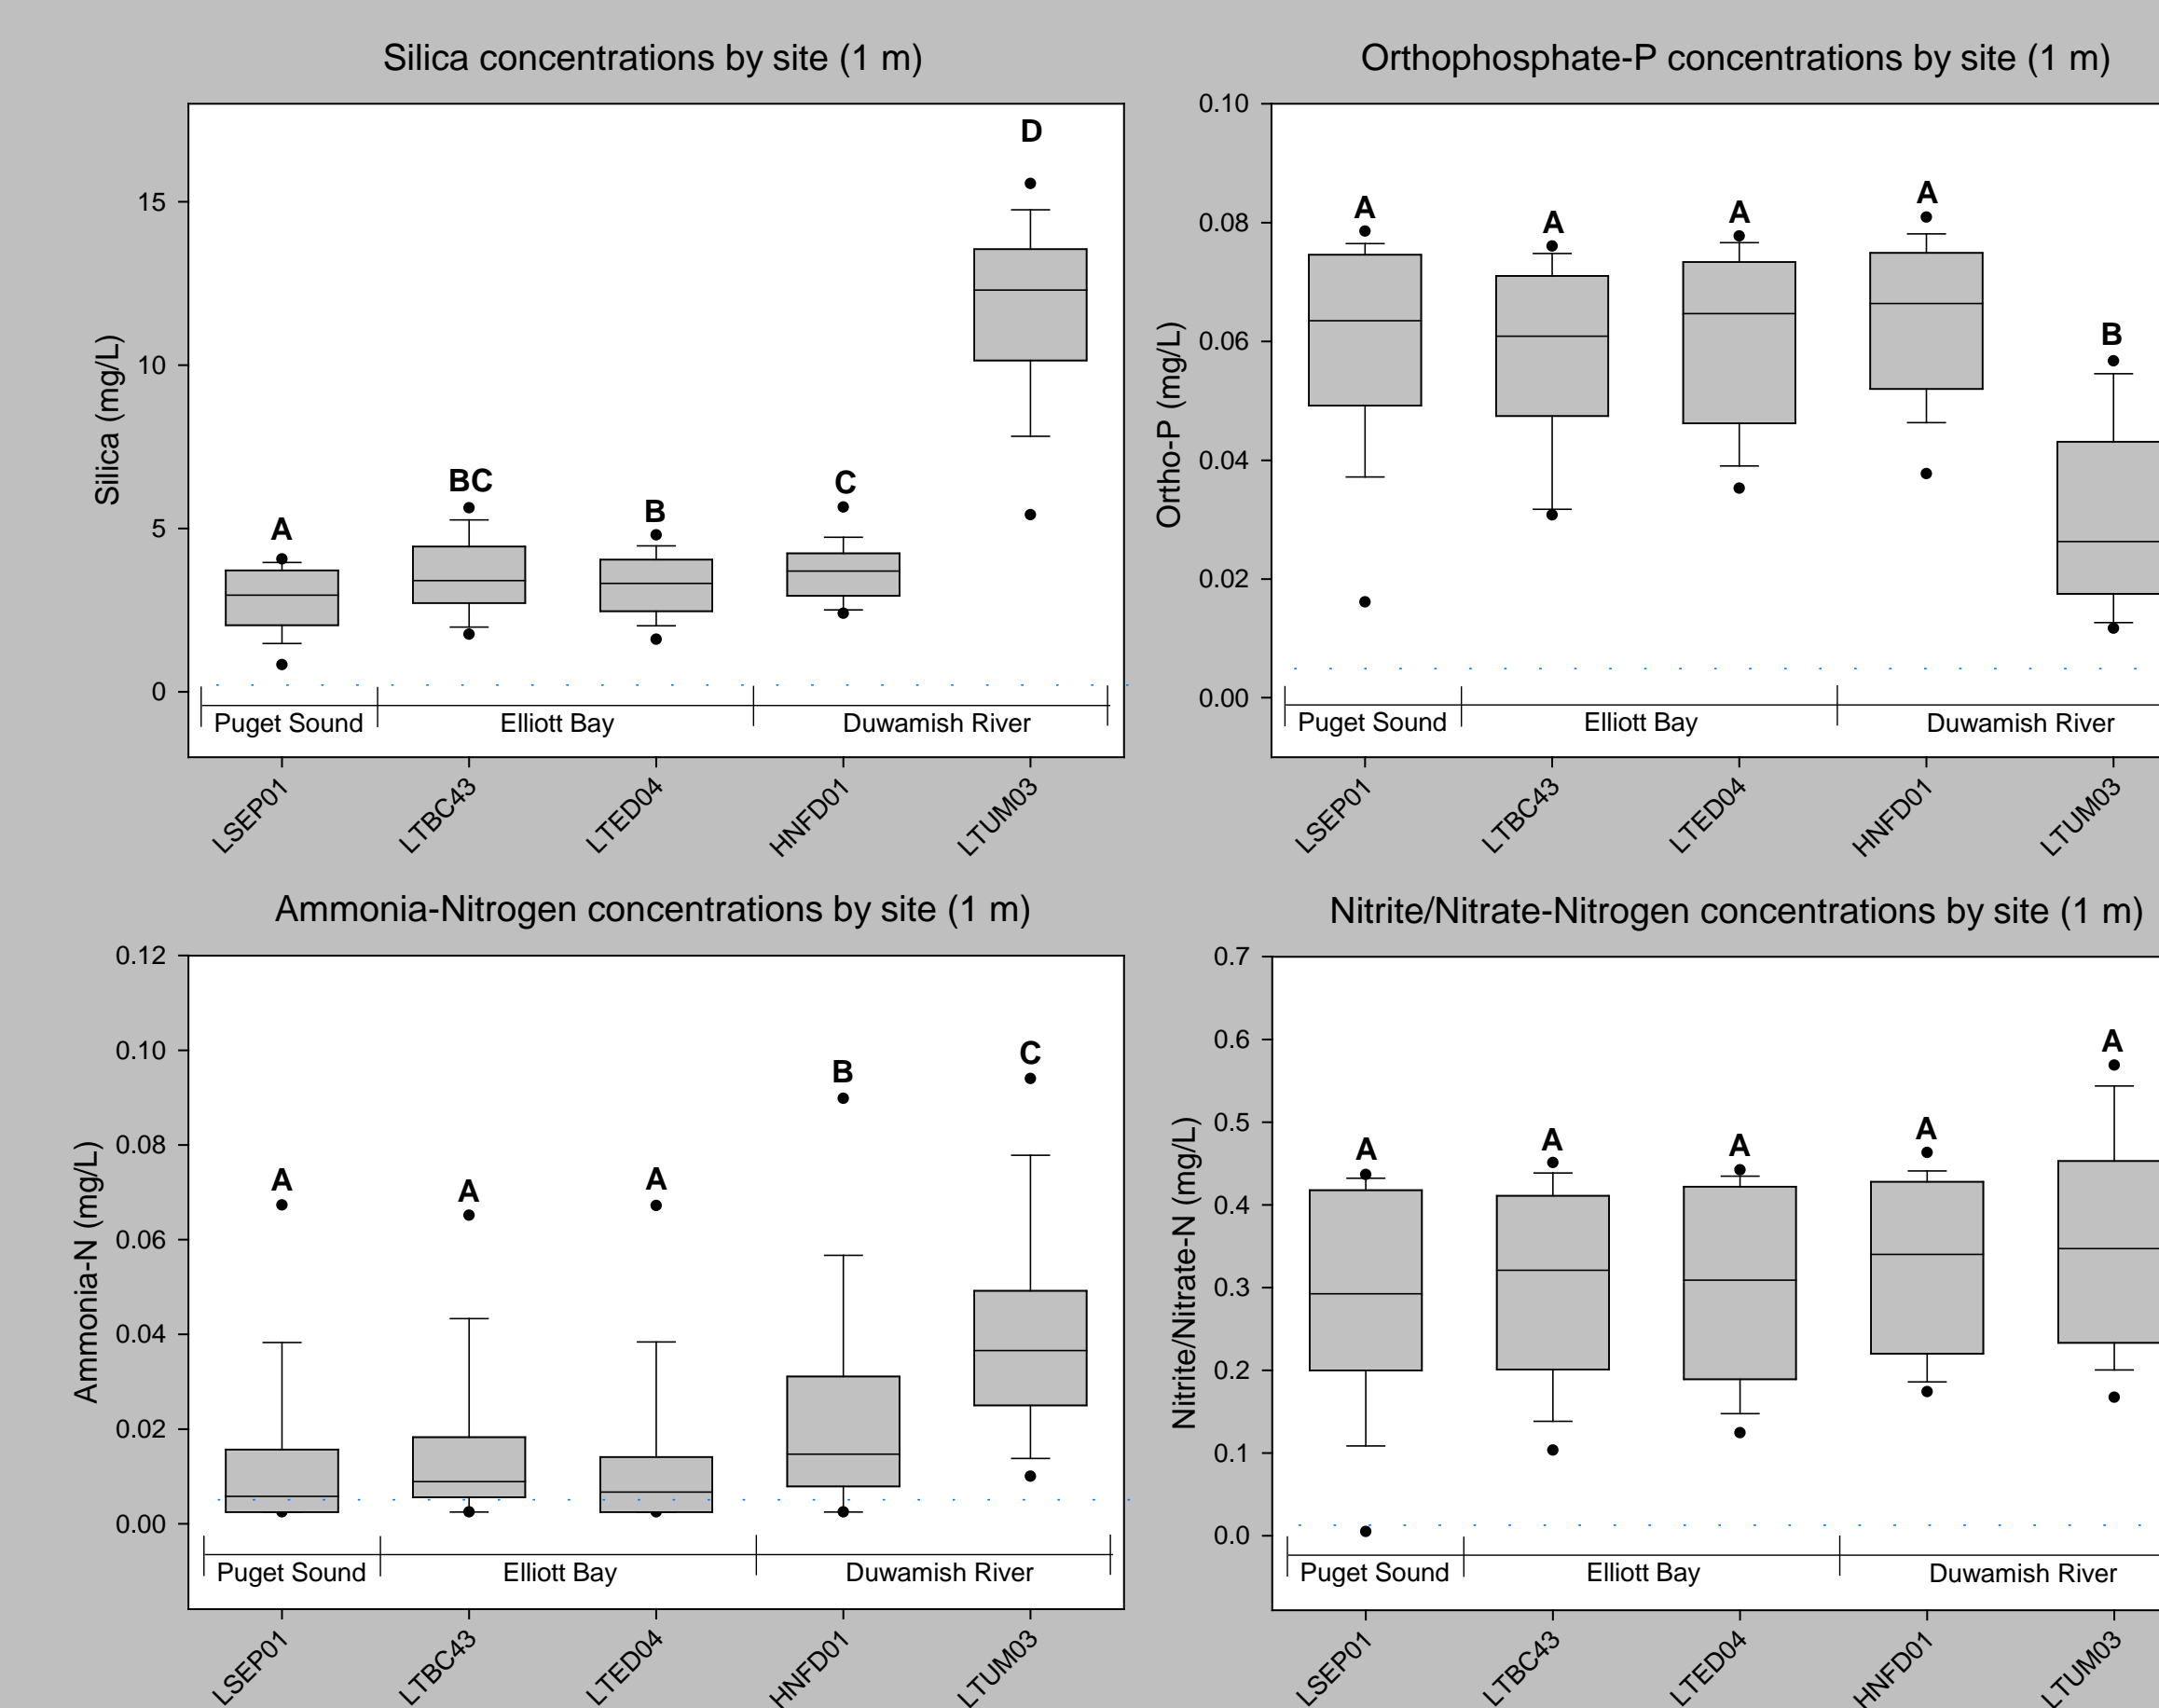 Silica concentrations by site (1 m)
Silica (mg/L)
15
10
5
0
A
BC
B
C
D
Puget Sound
Elliott Bay
Duwamish River
LSEP01
LTBC43
LTED04
HNFD01
LTUM03
Orthophosphate-P concentrations by site (1 m)
Ortho-P (mg/L)
0.10
0.08
0.06
0.04
0.02
0.00
A
A
A
A
B
Puget Sound
Elliott Bay
Duwamish River
LSEP01
LTBC43
LTED04
HNFD01
LTUM03
Ammonia-Nitrogen concentrations by site (1 m)
Ammonia-N (mg/L)
0.12
0.10
0.08
0.06
0.04
0.02
0.00
A
A
A
B
C
Puget Sound
Elliott Bay
Duwamish River
LSEP01
LTBC43
LTED04
HNFD01
LTUM03
Nitrite/Nitrate-Nitrogen concentrations by site (1 m)
Nitrite/Nitrate-N (mg/L)
0.7
0.6
0.5
0.4
0.3
0.2
0.1
0.0
A
A
A
A
A
Puget Sound
Elliott Bay
Duwamish River
LSEP01
LTBC43
LTED04
HNFD01
LTUM03